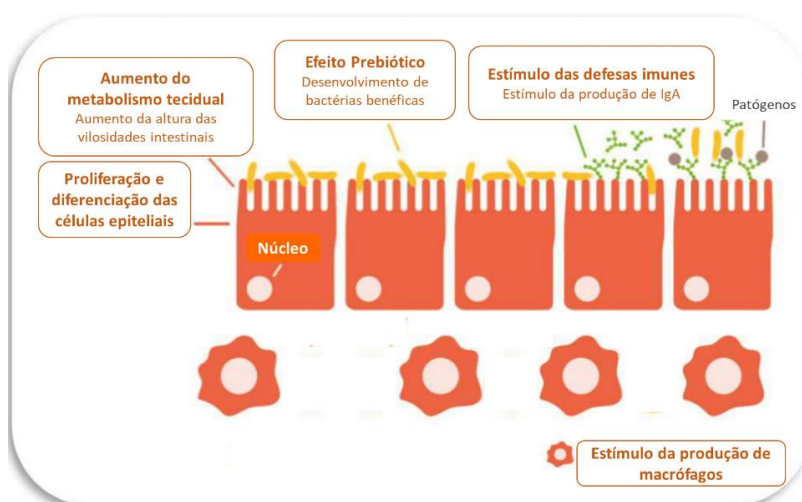 Aumento do
metabolismo tecidual
Aumento da altura das
vilosidades intestinais
Efeito Prebiótico
Desenvolvimento de
bactérias benéficas
Estímulo das defesas imunes
Estímulo da produção de IgA
Patógenos
Proliferação e
diferenciação das
células epiteliais
Núcleo
Estímulo da produção de
macrófagos